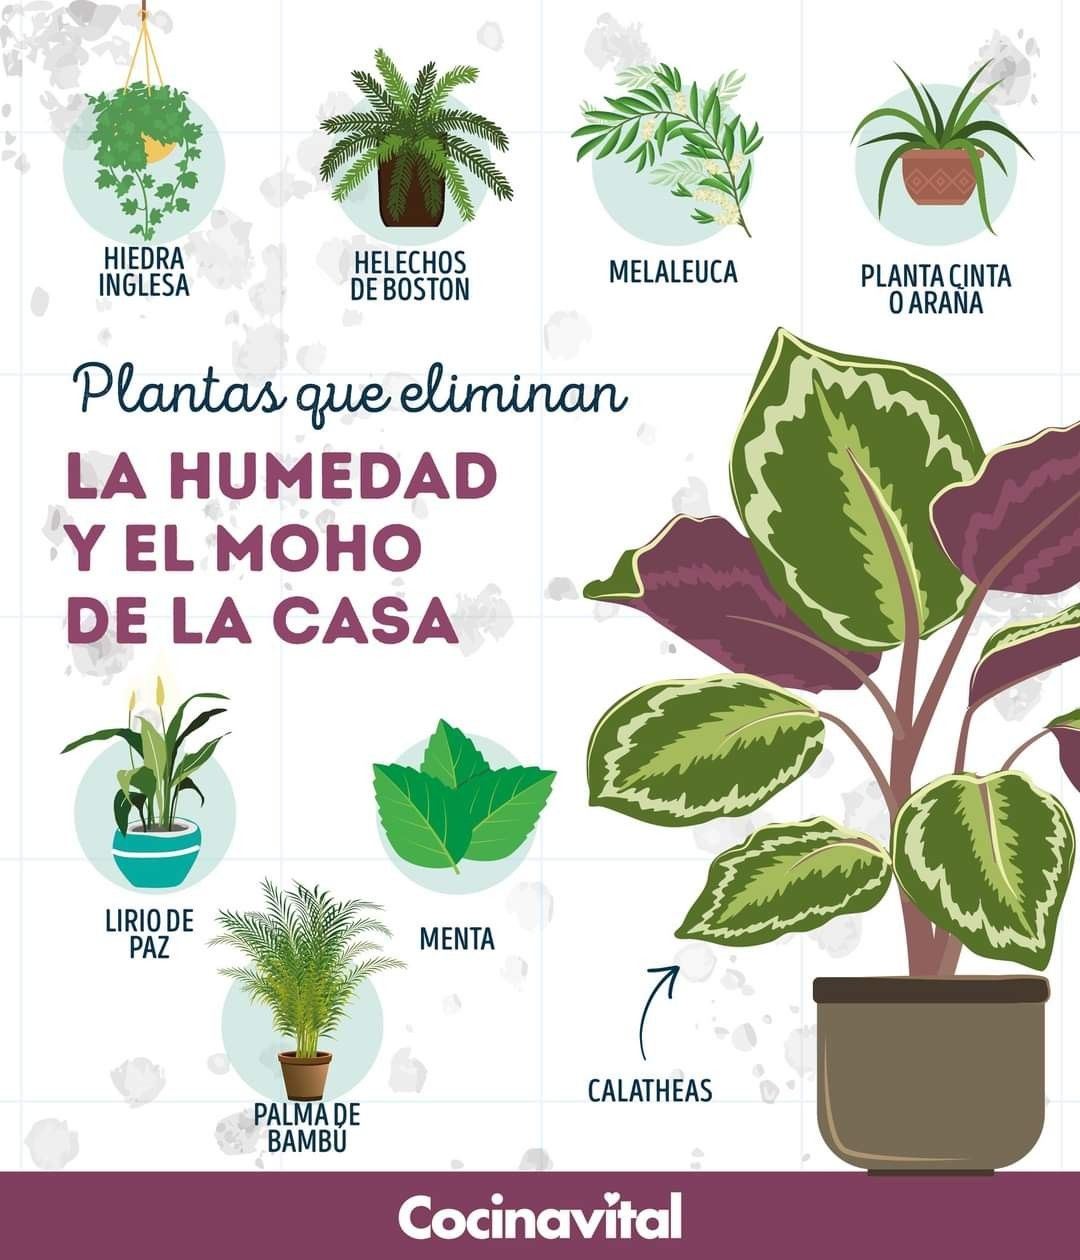 HIEDRA
INGLESA
HELECHOS
DE BOSTON
MELALEUCA
PLANTA CINTA
O ARAÑA
Plantas que eliminan
LA HUMEDAD
Y EL MOHO
DE LA CASA
LIRIO DE
PAZ
MENTA
PALMA DE
BAMBÚ
CALATHEAS
Cocinavital